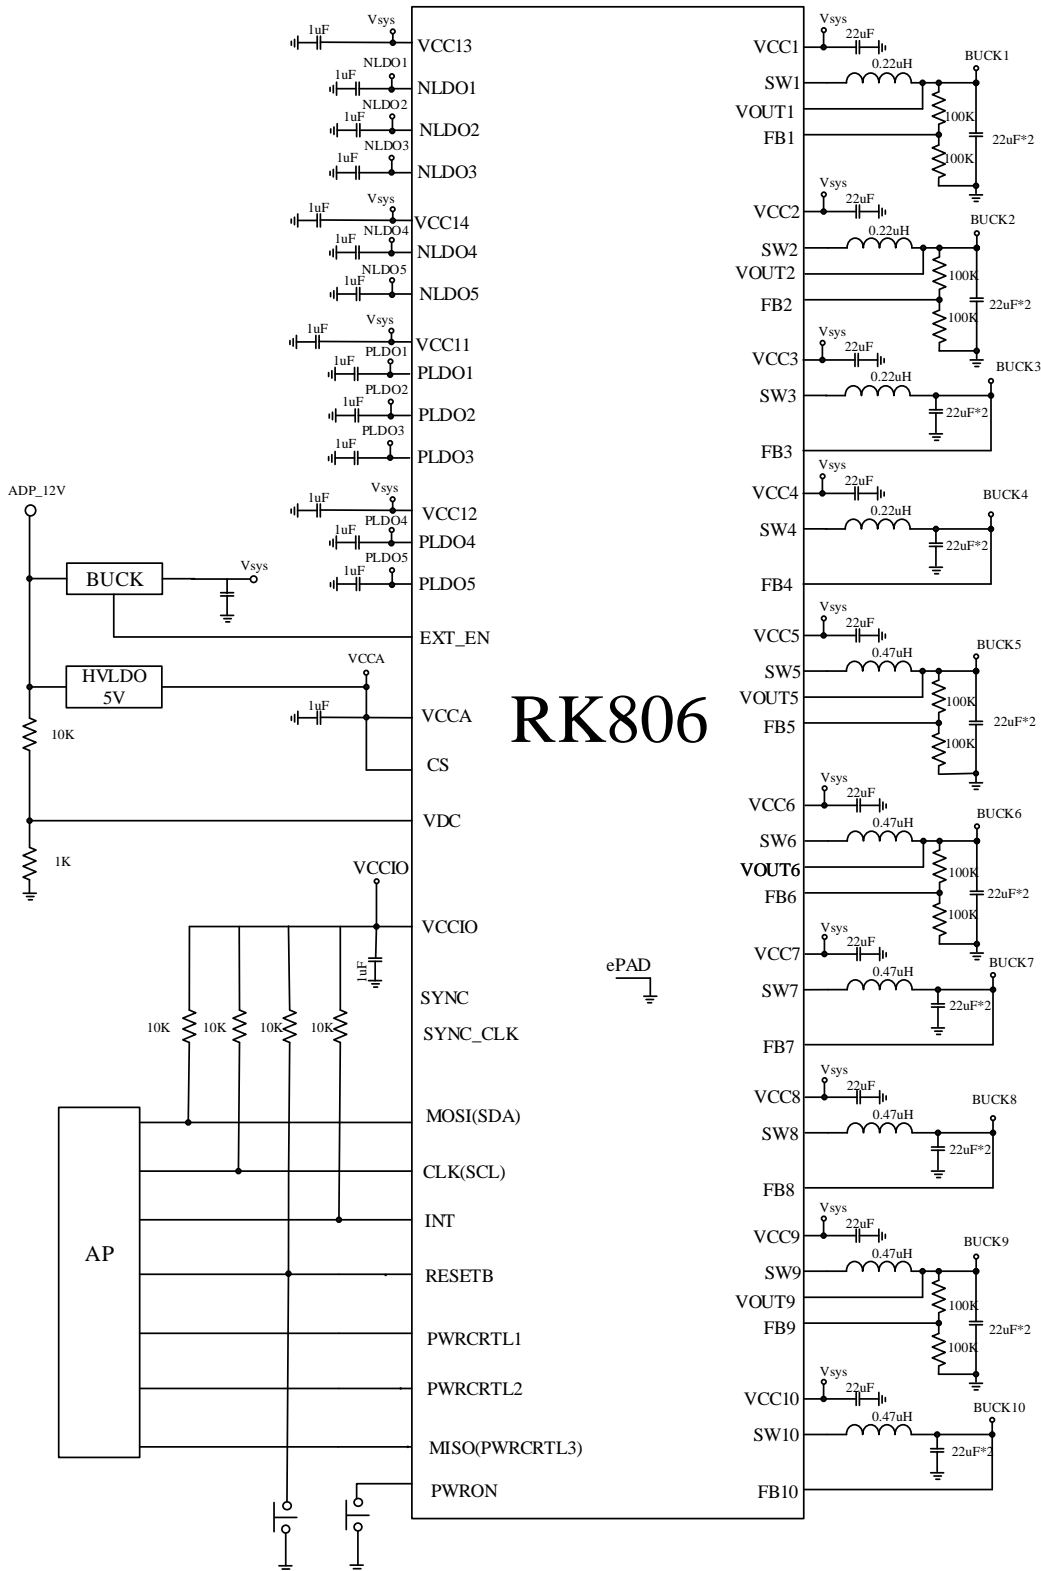 1uF
Vsys
VCC13
1uF
NLDO1
NLDO1
1uF
NLDO2
NLDO2
1uF
NLDO3
NLDO3
1uF
Vsys
VCC14
1uF
NLDO4
NLDO4
1uF
NLDO5
NLDO5
1uF
Vsys
VCC11
1uF
PLDO1
PLDO1
1uF
PLDO2
PLDO2
1uF
PLDO3
PLDO3
1uF
Vsys
VCC12
1uF
PLDO4
PLDO4
1uF
PLDO5
PLDO5
ADP_12V
BUCK
Vsys
EXT_EN
HVLDO
5V
VCCA
1uF
VCCA
CS
10K
VDC
1K
VCCIO
VCCIO
1uF
SYNC
SYNC_CLK
10K
10K
10K
10K
AP
MOSI(SDA)
CLK(SCL)
INT
RESETB
PWRCRTL1
PWRCRTL2
MISO(PWRCRTL3)
PWRON
RK806
ePAD
Vsys
VCC1
22uF
SW1
0.22uH
BUCK1
VOUT1
100K
FB1
22uF*2
100K
Vsys
VCC2
22uF
SW2
0.22uH
BUCK2
VOUT2
100K
FB2
22uF*2
100K
Vsys
VCC3
22uF
SW3
0.22uH
BUCK3
22uF*2
FB3
Vsys
VCC4
22uF
SW4
0.22uH
BUCK4
22uF*2
FB4
Vsys
VCC5
22uF
SW5
0.47uH
BUCK5
VOUT5
100K
FB5
22uF*2
100K
Vsys
VCC6
22uF
SW6
0.47uH
BUCK6
VOUT6
100K
FB6
22uF*2
100K
Vsys
VCC7
22uF
SW7
0.47uH
BUCK7
22uF*2
FB7
Vsys
VCC8
22uF
SW8
0.47uH
BUCK8
22uF*2
FB8
Vsys
VCC9
22uF
SW9
0.47uH
BUCK9
VOUT9
100K
FB9
22uF*2
100K
Vsys
VCC10
22uF
SW10
0.47uH
BUCK10
22uF*2
FB10